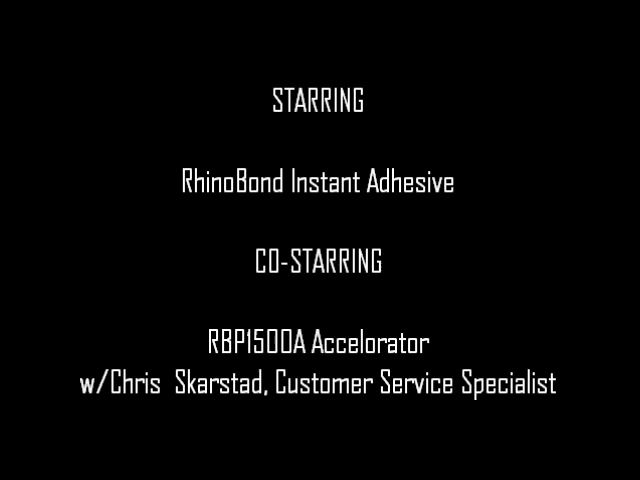 STARRING
RhinoBond Instant Adhesive
CO-STARRING
RBP1500A Accelorator
w/Chris Skarstad, Customer Service Specialist